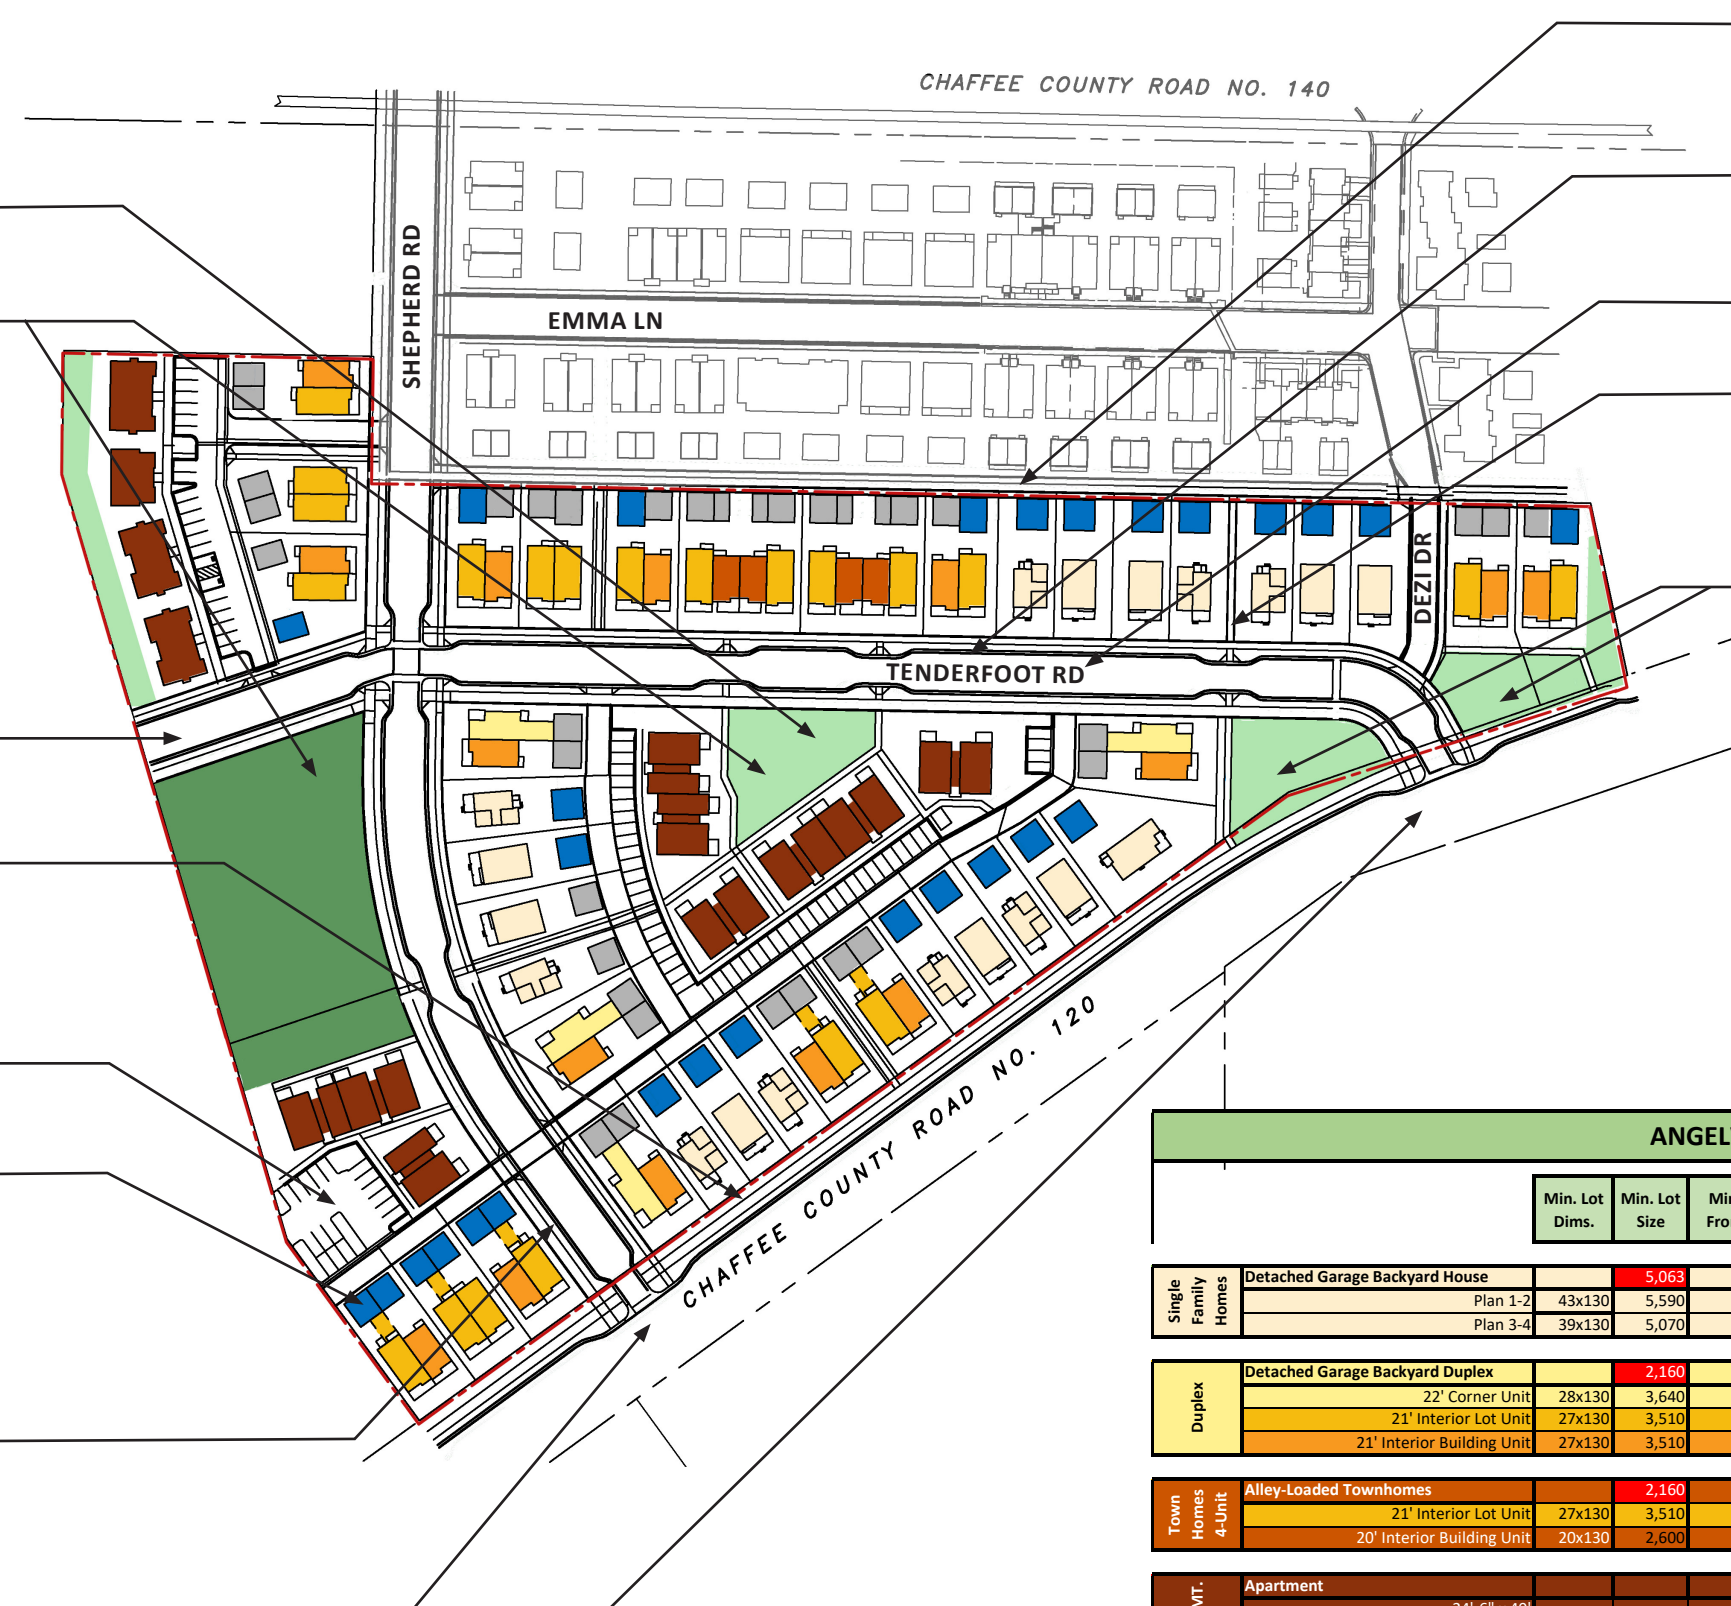 CHAFFEE COUNTY ROAD NO. 140
SHEPHERD RD
EMMA LN
DEZI DR
TENDERFOOT RD
CHAFFEE COUNTY ROAD NO. 120
ANGEL
Min. Lot Dims.
Min. Lot Size
Single Family Homes
Detached Garage Backyard House 5,063
Plan 1-2 43x130 5,590
Plan 3-4 39x130 5,070
Duplex
Detached Garage Backyard Duplex 2,160
22' Corner Unit 28x130 3,640
21' Interior Lot Unit 27x130 3,510
21' Interior Building Unit 27x130 3,510
Town Homes 4-Unit
Alley-Loaded Townhomes 2,160
21' Interior Lot Unit 27x130 3,510
20' Interior Building Unit 20x130 2,600
Apartment